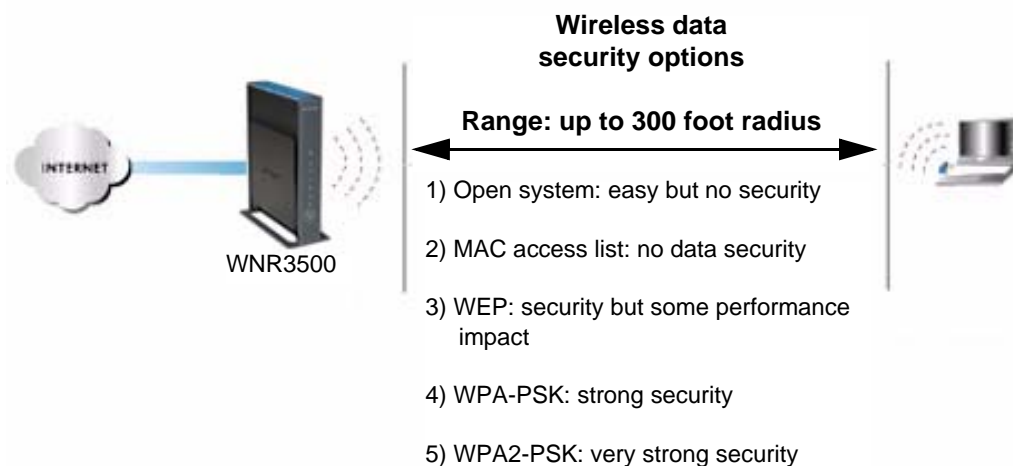 Wireless data
security options
Range: up to 300 foot radius
INTERNET
WNR3500
1) Open system: easy but no security
2) MAC access list: no data security
3) WEP: security but some performance
impact
4) WPA-PSK: strong security
5) WPA2-PSK: very strong security